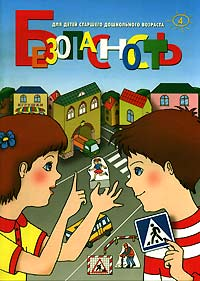 ДЛЯ ДЕТЕЙ СТАРШЕГО ДОШКОЛЬНОГО ВОЗРАСТА
4
БЕЗОПАСНОСТЬ